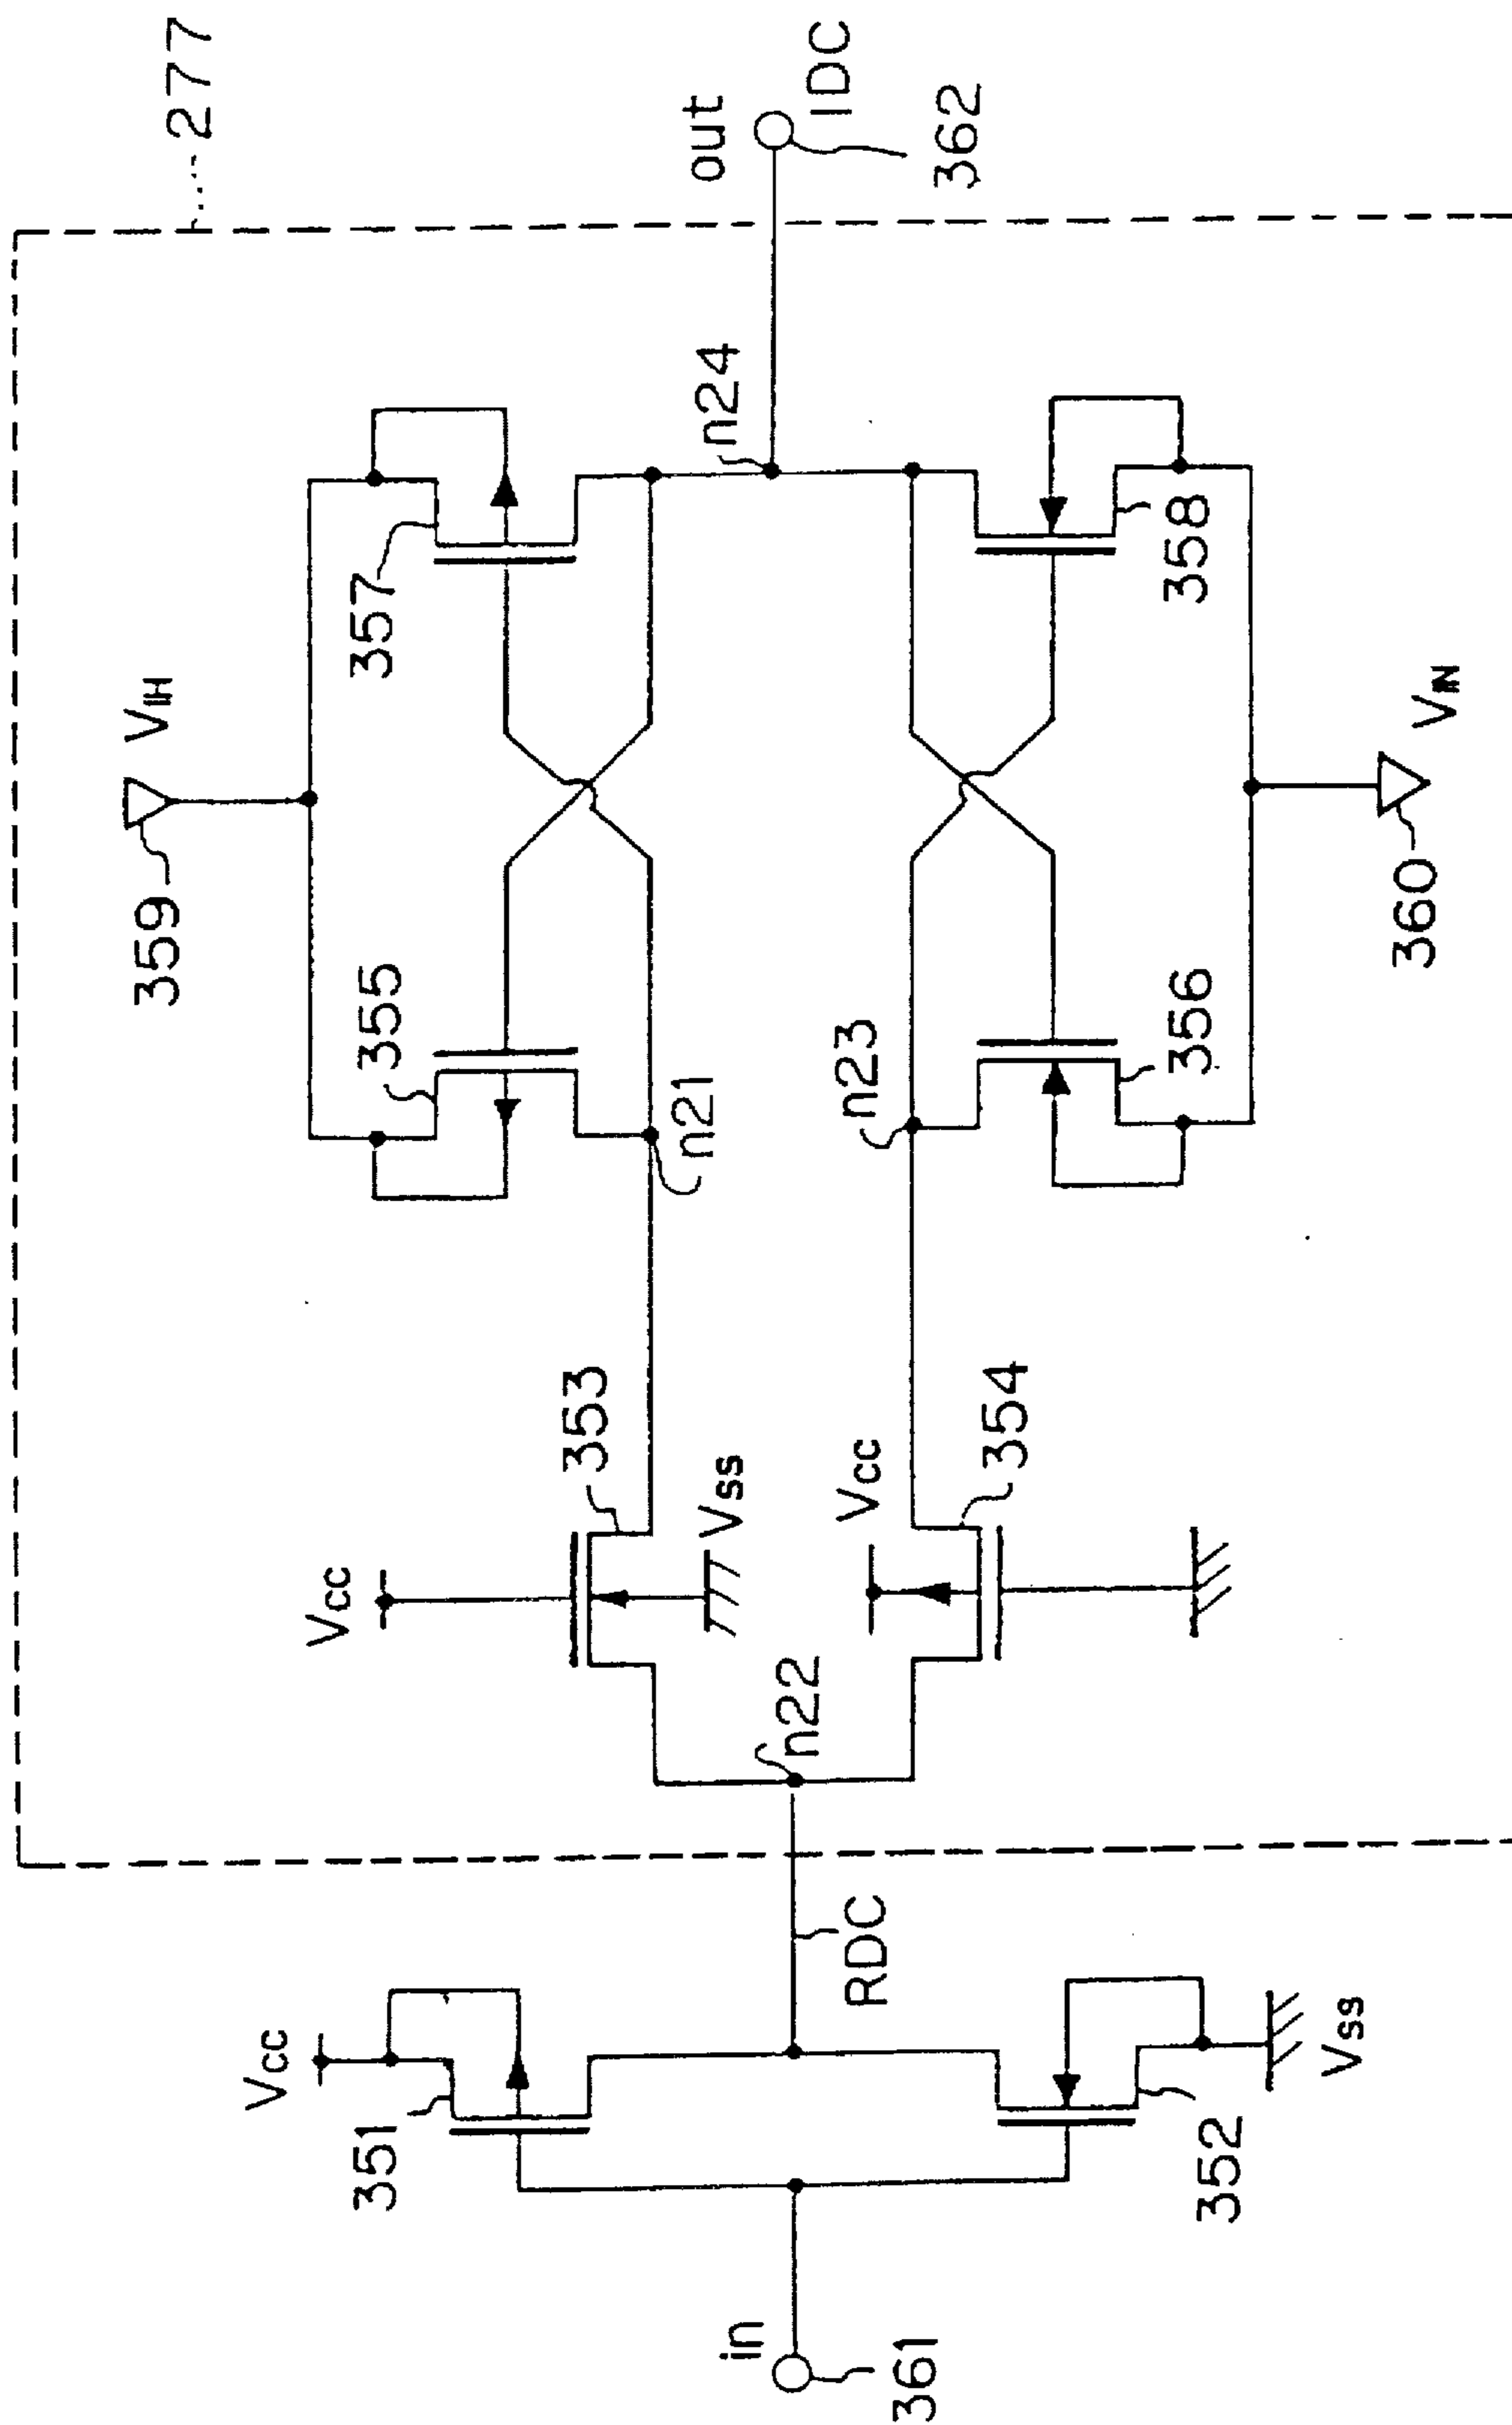 277
359
VIH
355
357
n24
out
IDC
362
n21
Vcc
353
Vss
Vcc
354
n23
356
358
360
VIN
n22
RDC
Vcc
351
352
Vss
in
361